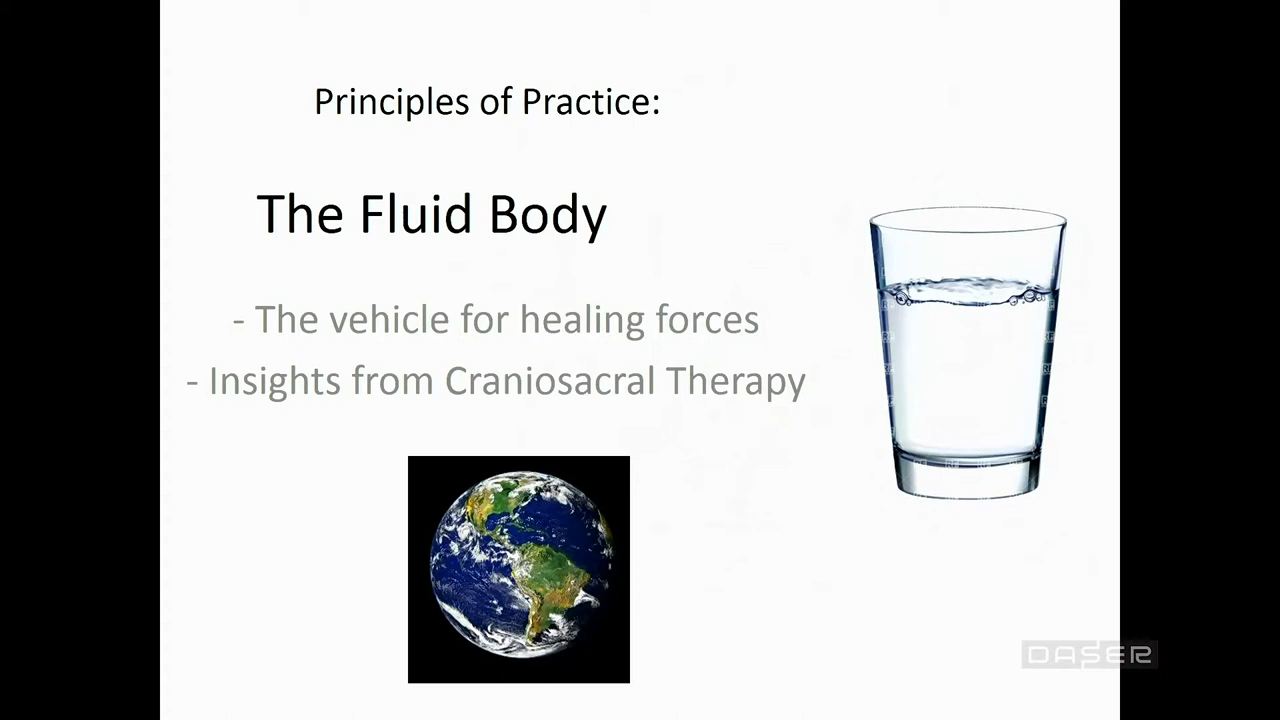 Principles of Practice:
The Fluid Body
- The vehicle for healing forces
- Insights from Craniosacral Therapy
DASER